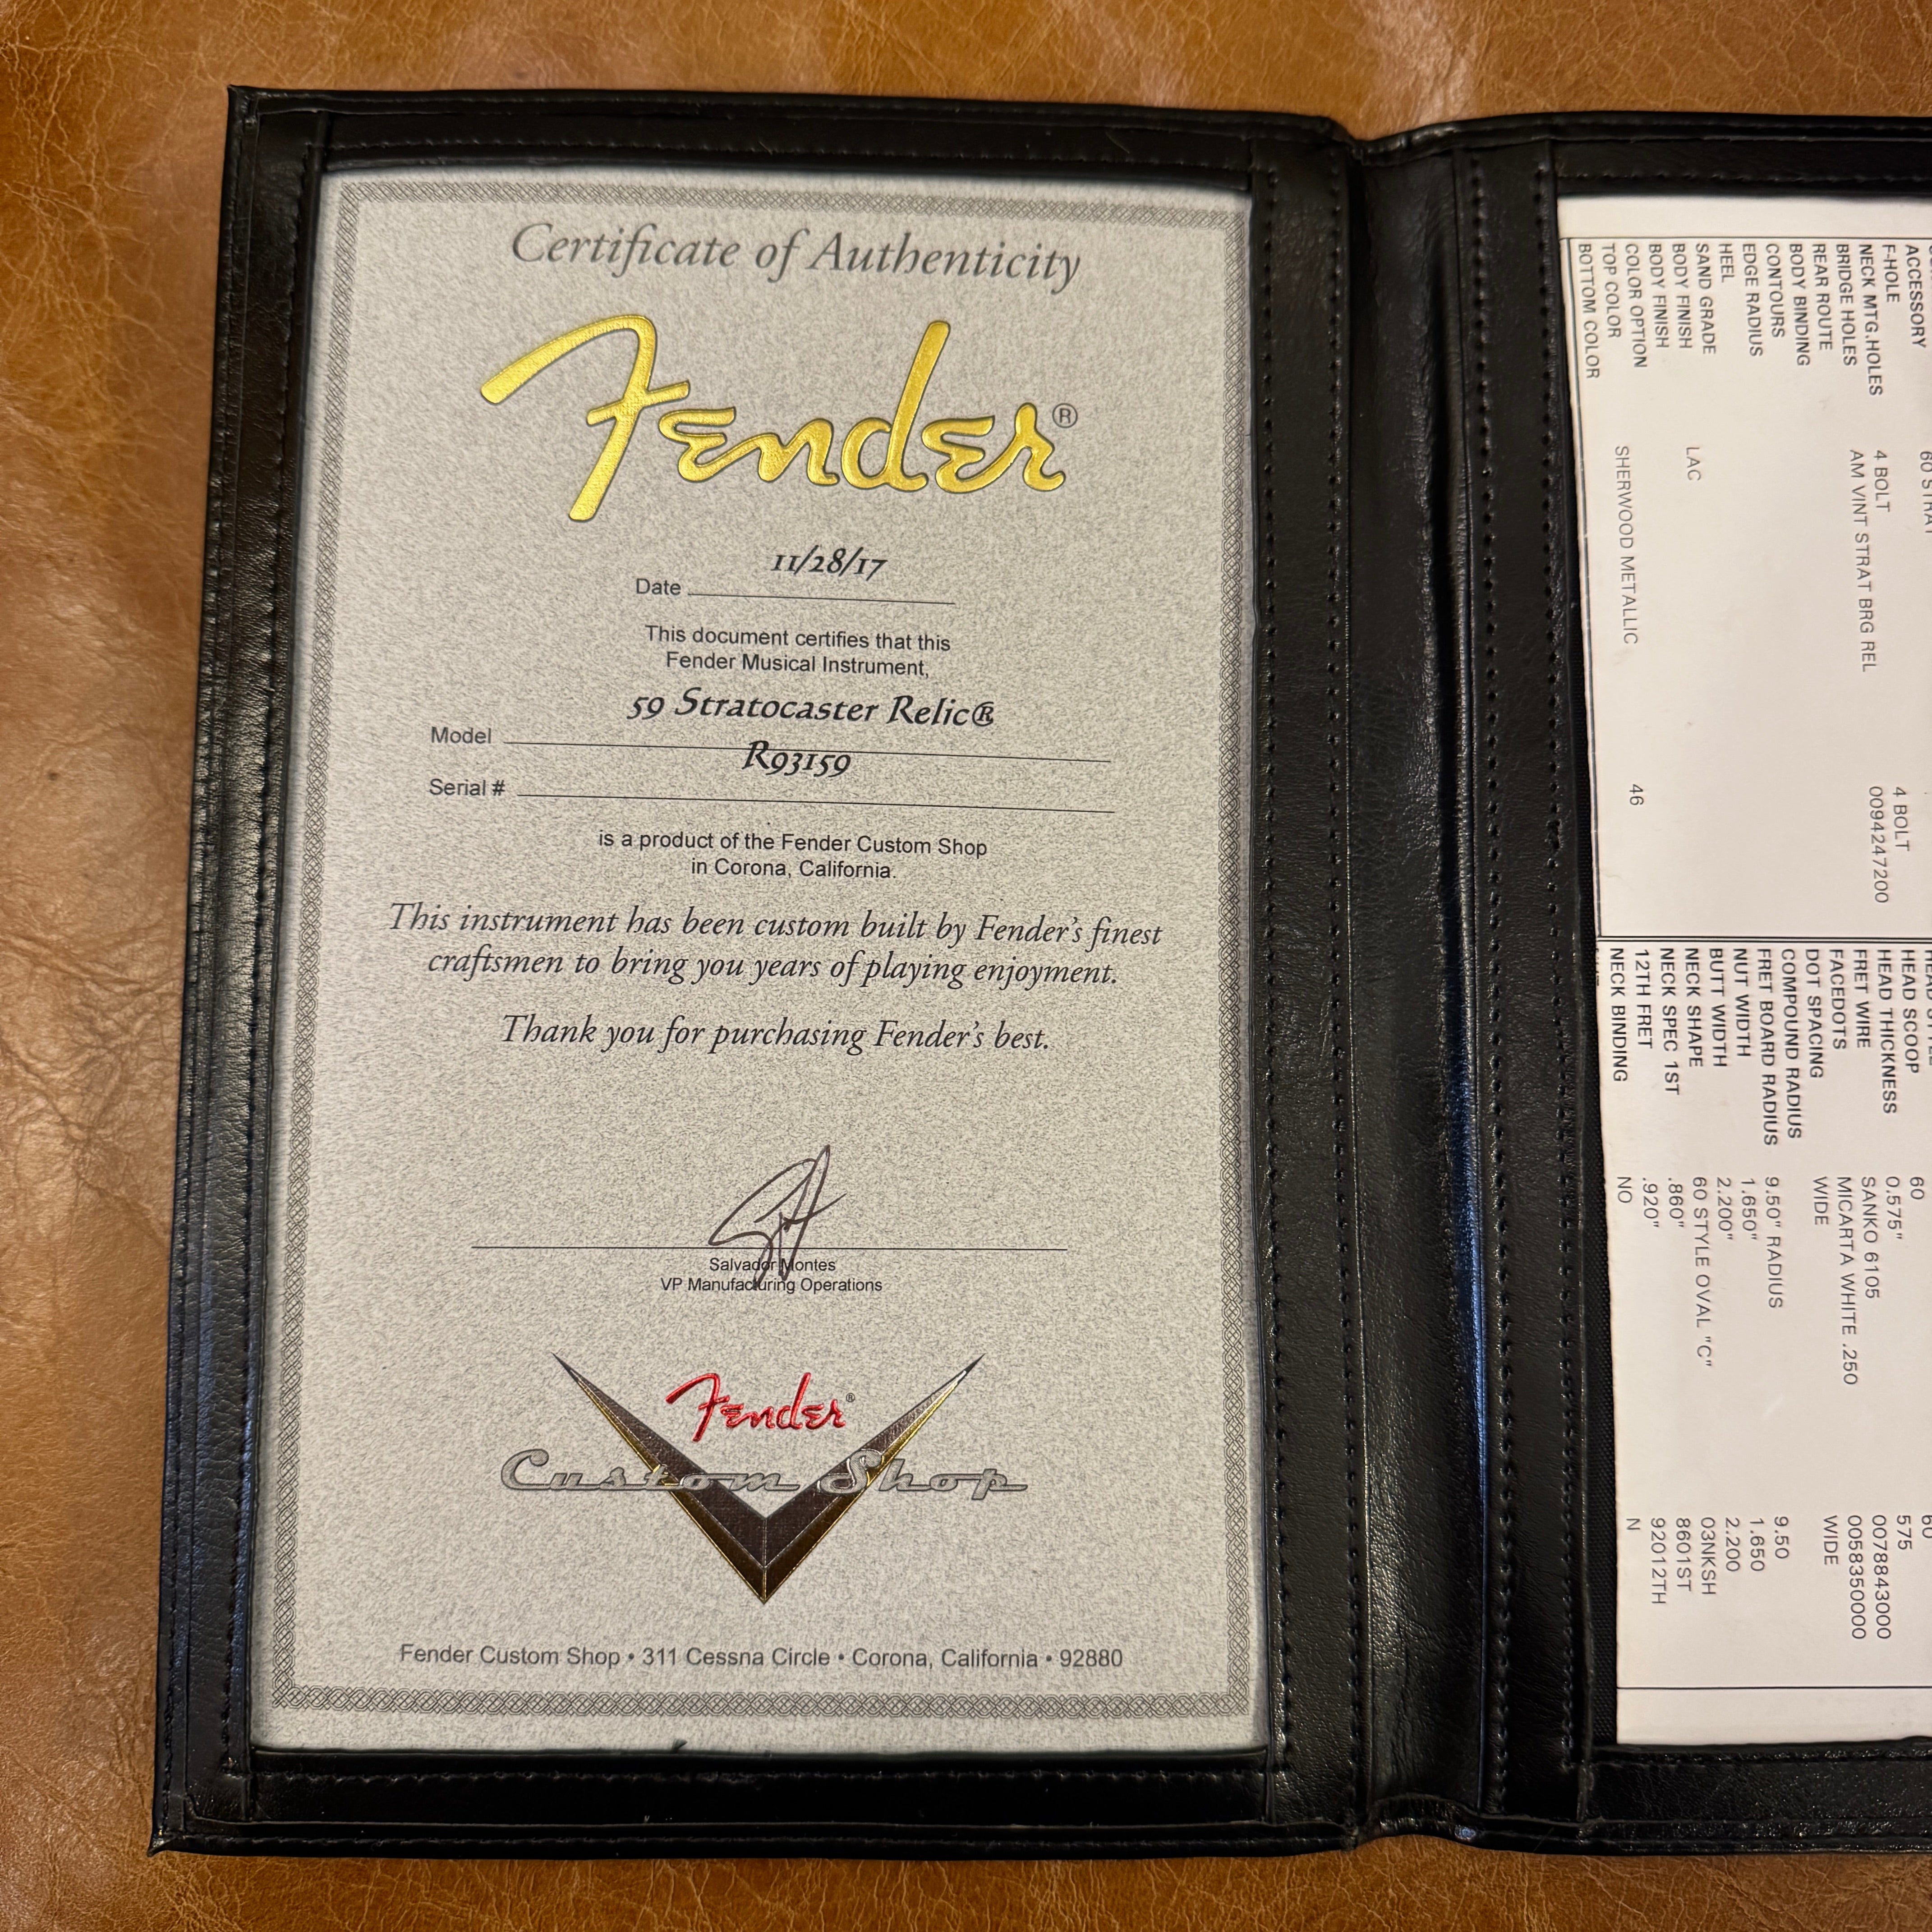 Certificate of Authenticity
Fender®
11/28/17
Date
This document certifies that this
Fender Musical Instrument,
59 Stratocaster Relic®
Model
R93159
Serial #
is a product of the Fender Custom Shop
in Corona, California.
This instrument has been custom built by Fender's finest
craftsmen to bring you years of playing enjoyment.
Thank you for purchasing Fender's best.
Salvador Montes
VP Manufacturing Operations
Fender®
Custom Shop
Fender Custom Shop • 311 Cessna Circle • Corona, California • 92880
ACCESSORY 60 STRAT
F-HOLE
NECK MTG.HOLES 4 BOLT 4 BOLT
BRIDGE HOLES AM VINT STRAT BRG REL 0094247200
REAR ROUTE
BODY BINDING
CONTOURS
EDGE RADIUS
HEEL
SAND GRADE
BODY FINISH LAC
BODY FINISH
COLOR OPTION
TOP COLOR SHERWOOD METALLIC 46
BOTTOM COLOR
HEAD SCOOP 60 60
HEAD THICKNESS 0.575" 575
FRET WIRE SANKO 6105 0078843000
FACEDOTS MICARTA WHITE .250 0058350000
DOT SPACING WIDE WIDE
COMPOUND RADIUS
FRET BOARD RADIUS 9.50" RADIUS 9.50
NUT WIDTH 1.650" 1.650
BUTT WIDTH 2.200" 2.200
NECK SHAPE 60 STYLE OVAL "C" 03NKSH
NECK SPEC 1ST .860" 8601ST
12TH FRET .920" 92012TH
NECK BINDING NO N